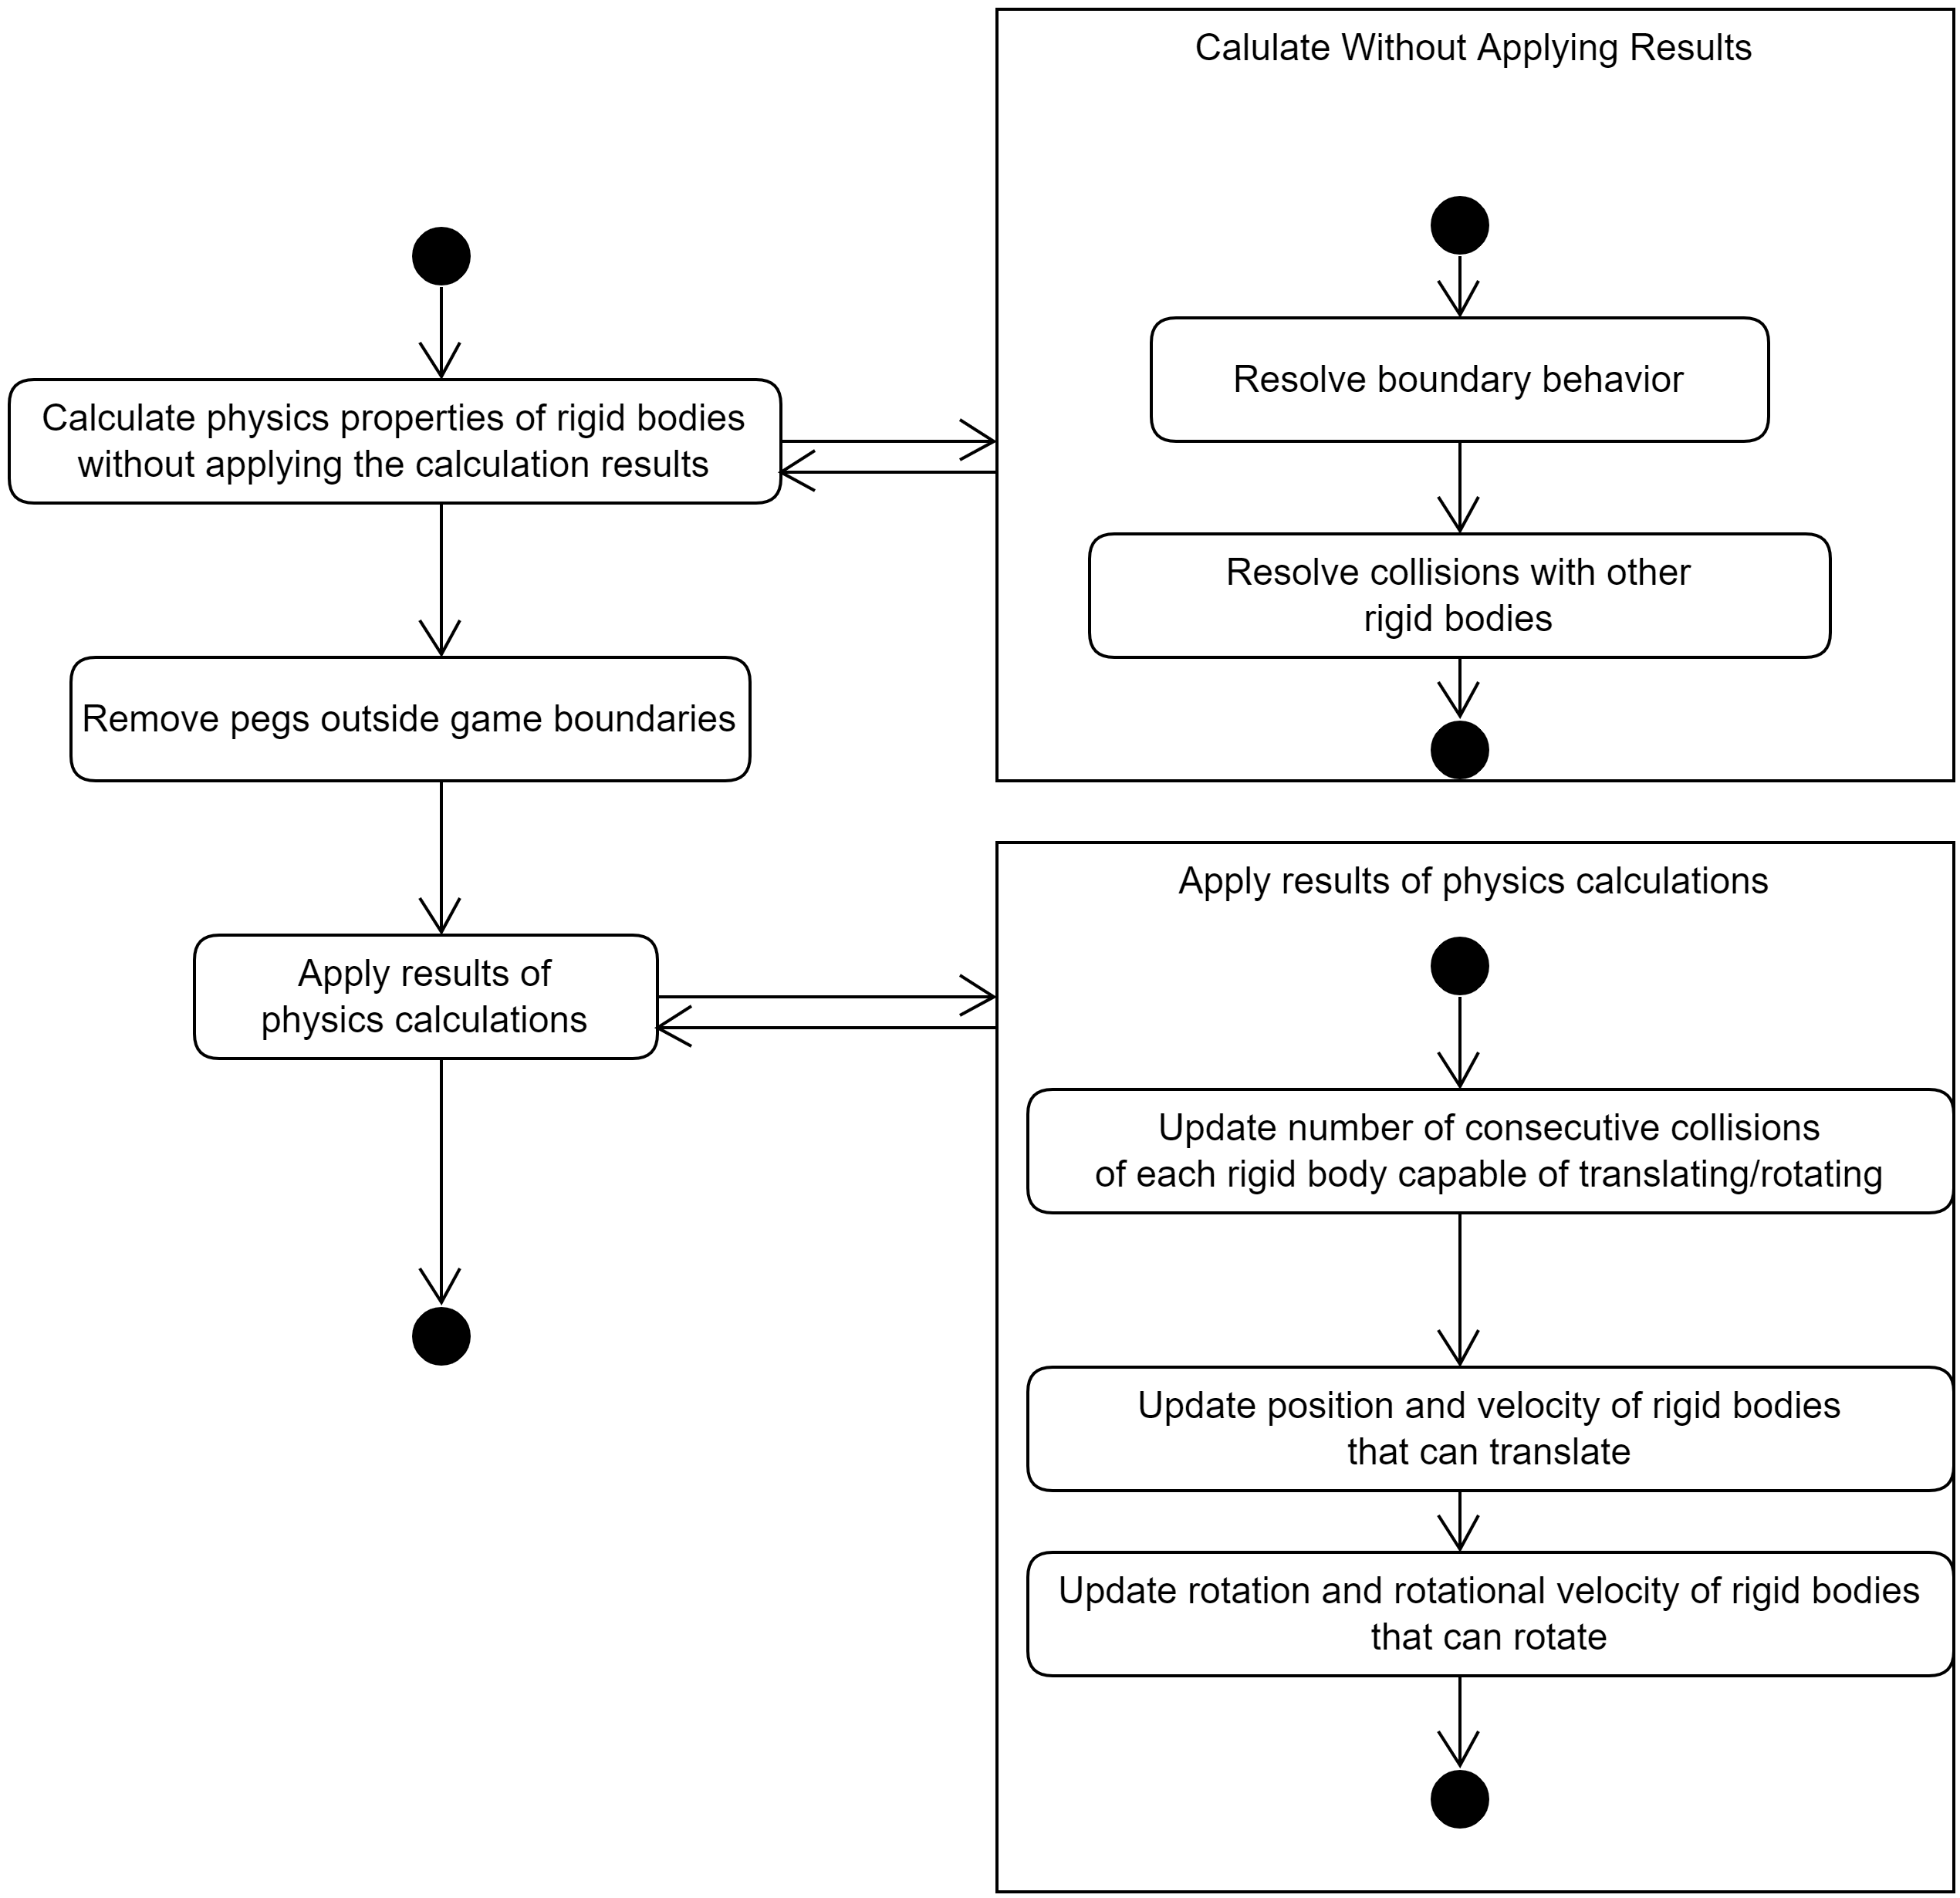 Calulate Without Applying Results
Resolve boundary behavior
Resolve collisions with other
rigid bodies
Calculate physics properties of rigid bodies
without applying the calculation results
Remove pegs outside game boundaries
Apply results of
physics calculations
Apply results of physics calculations
Update number of consecutive collisions
of each rigid body capable of translating/rotating
Update position and velocity of rigid bodies
that can translate
Update rotation and rotational velocity of rigid bodies
that can rotate